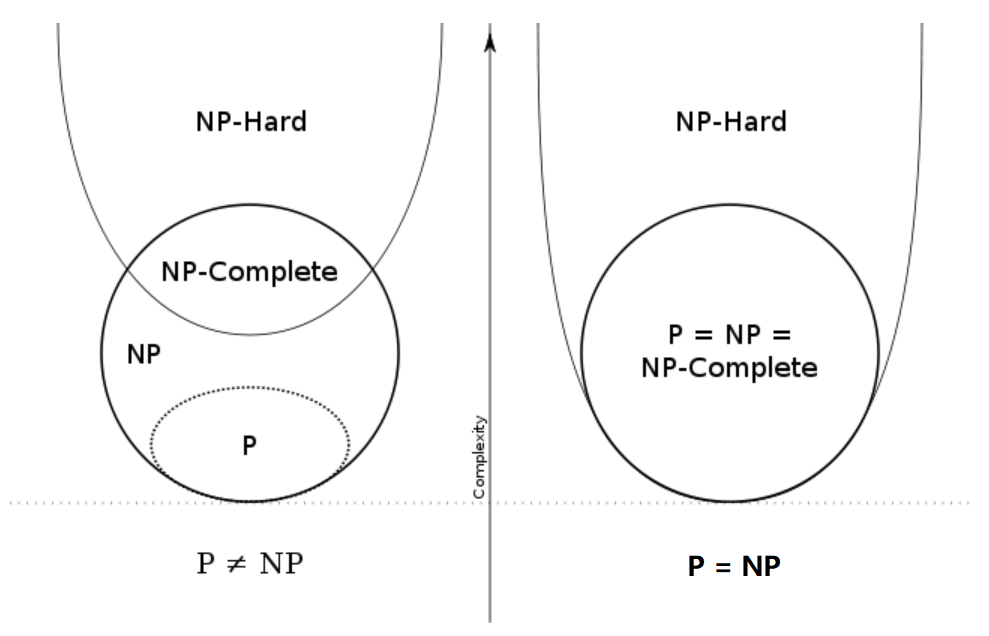 NP-Hard
NP-Complete
NP
P
P ≠ NP
Complexity
NP-Hard
P = NP =
NP-Complete
P = NP